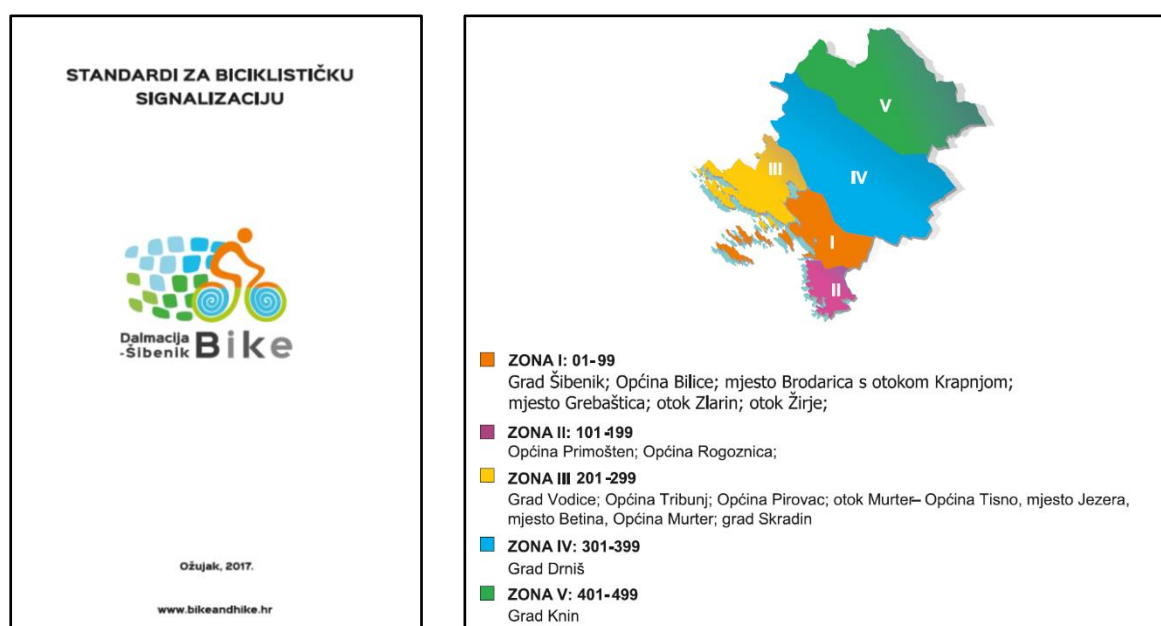 STANDARDI ZA BICIKLISTIČKU
SIGNALIZACIJU
Dalmacija
-Šibenik Bike
Ožujak, 2017.
www.bikeandhike.hr
V
III
IV
I
II
ZONA I: 01-99
Grad Šibenik; Općina Bilice; mjesto Brodarica s otokom Krapnjom;
mjesto Grebaštica; otok Zlarin; otok Žirje;
ZONA II: 101-199
Općina Primošten; Općina Rogoznica;
ZONA III 201-299
Grad Vodice; Općina Tribunj; Općina Pirovac; otok Murter– Općina Tisno, mjesto Jezera,
mjesto Betina, Općina Murter; grad Skradin
ZONA IV: 301-399
Grad Drniš
ZONA V: 401-499
Grad Knin